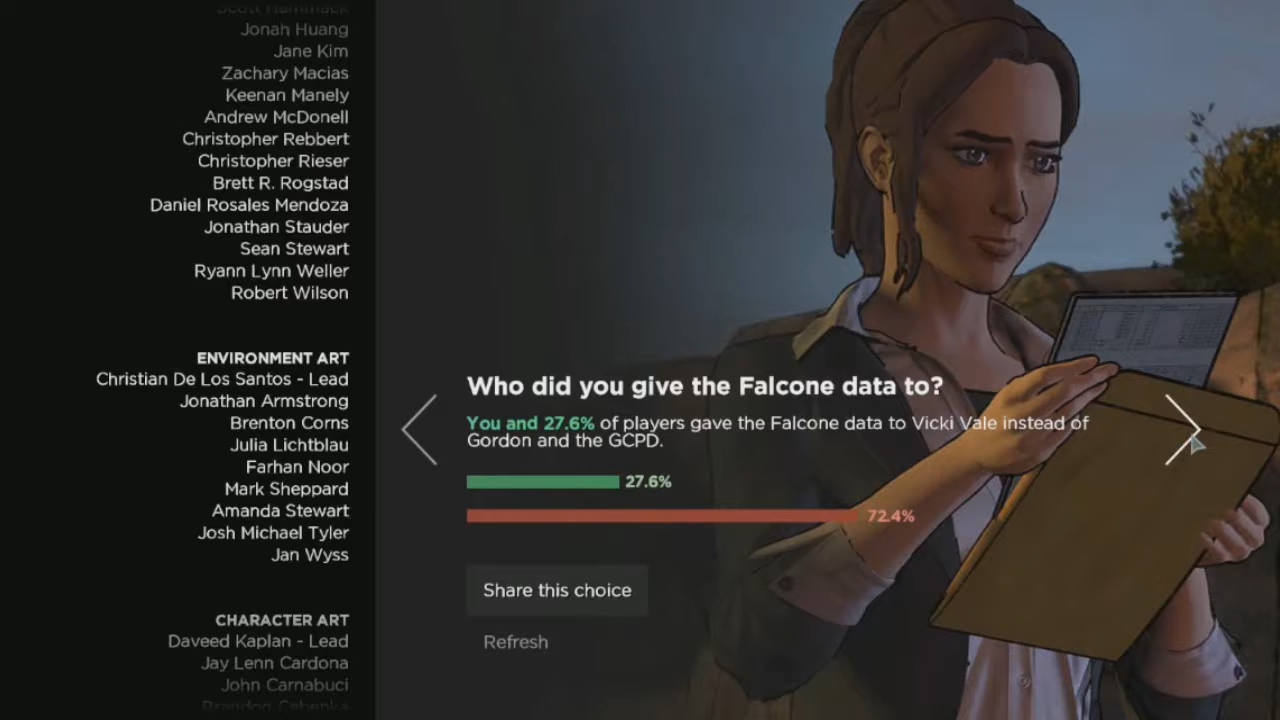 Scott Hammack
Jonah Huang
Jane Kim
Zachary Macias
Keenan Manely
Andrew McDonell
Christopher Rebbert
Christopher Rieser
Brett R. Rogstad
Daniel Rosales Mendoza
Jonathan Stauder
Sean Stewart
Ryann Lynn Weller
Robert Wilson
ENVIRONMENT ART
Christian De Los Santos - Lead
Jonathan Armstrong
Brenton Corns
Julia Lichtblau
Farhan Noor
Mark Sheppard
Amanda Stewart
Josh Michael Tyler
Jan Wyss
CHARACTER ART
Daveed Kaplan - Lead
Jay Lenn Cardona
John Carnabuci
Who did you give the Falcone data to?
You and 27.6% of players gave the Falcone data to Vicki Vale instead of
Gordon and the GCPD.
27.6%
72.4%
Share this choice
Refresh